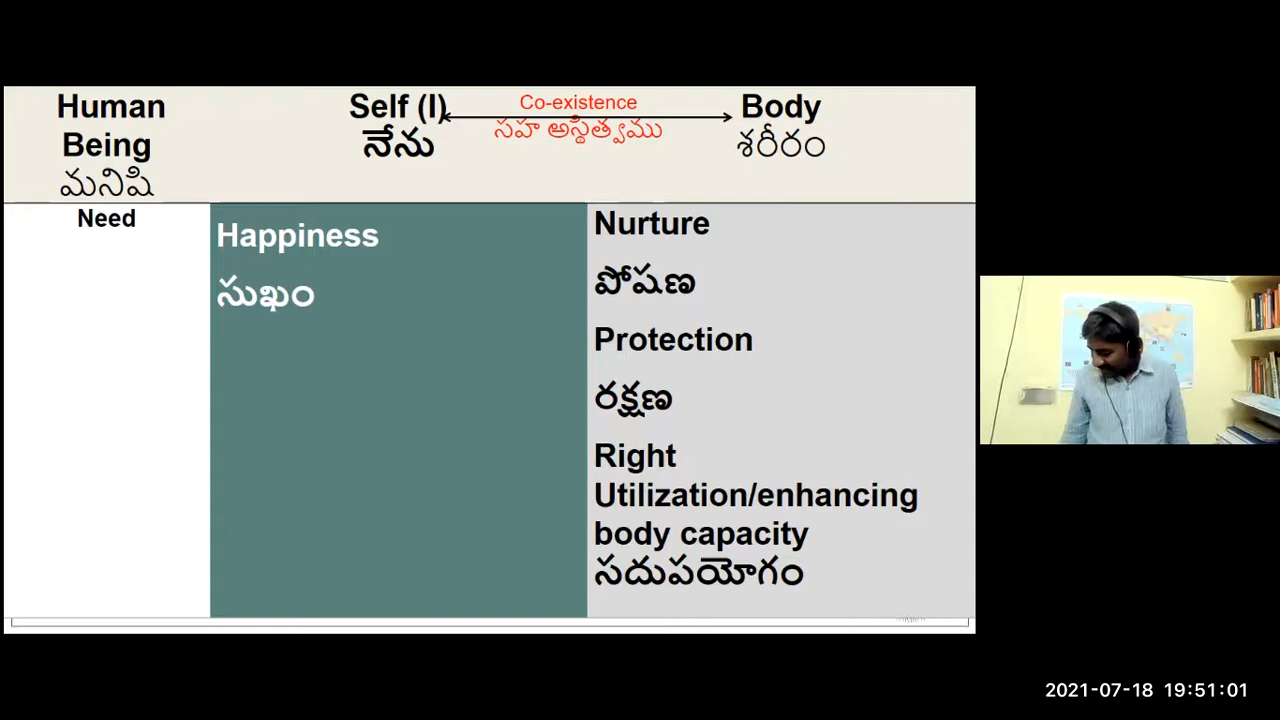 Human
Being
మనిషి
Self (I)
నేను
Co-existence
సహ అస్థిత్వము
Body
శరీరం
Need
Happiness
సుఖం
Nurture
పోషణ
Protection
రక్షణ
Right
Utilization/enhancing
body capacity
సదుపయోగం
2021-07-18 19:51:01